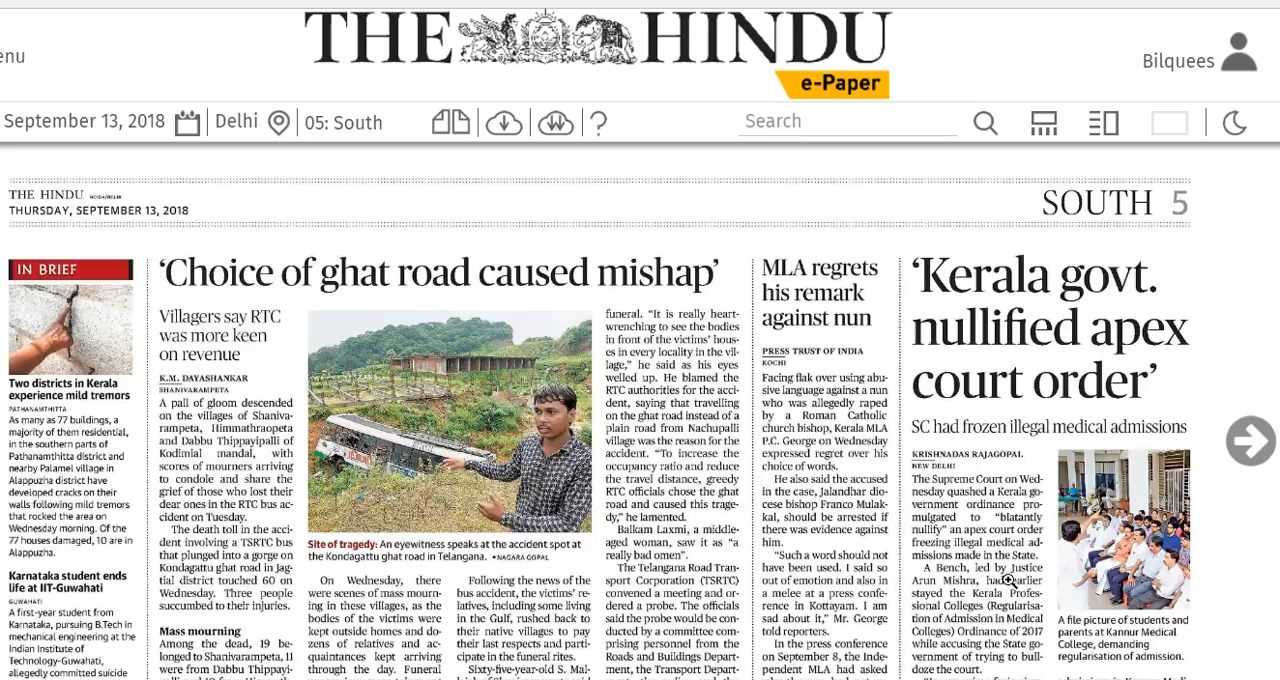 THE HINDU
e-Paper
enu
Bilquees
September 13, 2018
Delhi
05: South
?
Search
THE HINDU NOIDA/DELHI
THURSDAY, SEPTEMBER 13, 2018
SOUTH 5
IN BRIEF
Two districts in Kerala
experience mild tremors
PATHANAMTHITTA
As many as 77 buildings, a
majority of them residential,
in the southern parts of
Pathanamthitta district and
nearby Palamel village in
Alappuzha district have
developed cracks on their
walls following mild tremors
that rocked the area on
Wednesday morning. Of the
77 houses damaged, 10 are in
Alappuzha.
Karnataka student ends
life at IIT-Guwahati
GUWAHATI
A first-year student from
Karnataka, pursuing B.Tech in
mechanical engineering at the
Indian Institute of
Technology-Guwahati,
allegedly committed suicide
‘Choice of ghat road caused mishap’
Villagers say RTC
was more keen
on revenue
K.M. DAYASHANKAR
SHANIVARAMPETA
A pall of gloom descended
on the villages of Shaniva-
rampeta, Himmathraopeta
and Dabbu Thippayipalli of
Kodimial mandal, with
scores of mourners arriving
to condole and share the
grief of those who lost their
dear ones in the RTC bus ac-
cident on Tuesday.
The death toll in the acci-
dent involving a TSRTC bus
that plunged into a gorge on
Kondagattu ghat road in Jag-
tial district touched 60 on
Wednesday. Three people
succumbed to their injuries.
Mass mourning
Among the dead, 19 be-
longed to Shanivarampeta, 11
were from Dabbu Thippayi-
Site of tragedy: An eyewitness speaks at the accident spot at
the Kondagattu ghat road in Telangana. • NAGARA GOPAL
On Wednesday, there
were scenes of mass mourn-
ing in these villages, as the
bodies of the victims were
kept outside homes and do-
zens of relatives and ac-
quaintances kept arriving
through the day. Funeral
Following the news of the
bus accident, the victims’ re-
latives, including some living
in the Gulf, rushed back to
their native villages to pay
their last respects and parti-
cipate in the funeral rites.
Sixty-five-year-old S. Mal-
funeral. “It is really heart-
wrenching to see the bodies
in front of the victims’ hous-
es in every locality in the vil-
lage,” he said as his eyes
welled up. He blamed the
RTC authorities for the acci-
dent, saying that travelling
on the ghat road instead of a
plain road from Nachupalli
village was the reason for the
accident. “To increase the
occupancy ratio and reduce
the travel distance, greedy
RTC officials chose the ghat
road and caused this trage-
dy,” he lamented.
Balkam Laxmi, a middle-
aged woman, saw it as “a
really bad omen”.
The Telangana Road Tran-
sport Corporation (TSRTC)
convened a meeting and or-
dered a probe. The officials
said the probe would be con-
ducted by a committee com-
prising personnel from the
Roads and Buildings Depart-
ment, the Transport Depart-
MLA regrets
his remark
against nun
PRESS TRUST OF INDIA
KOCHI
Facing flak over using abu-
sive language against a nun
who was allegedly raped
by a Roman Catholic
church bishop, Kerala MLA
P.C. George on Wednesday
expressed regret over his
choice of words.
He also said the accused
in the case, Jalandhar dio-
cese bishop Franco Mulak-
kal, should be arrested if
there was evidence against
him.
“Such a word should not
have been used. I said so
out of emotion and also in
a melee at a press confe-
rence in Kottayam. I am
sad about it,” Mr. George
told reporters.
In the press conference
on September 8, the Inde-
pendent MLA had asked
‘Kerala govt.
nullified apex
court order’
SC had frozen illegal medical admissions
KRISHNADAS RAJAGOPAL
NEW DELHI
The Supreme Court on Wed-
nesday quashed a Kerala go-
vernment ordinance pro-
mulgated to “blatantly
nullify” an apex court order
freezing illegal medical ad-
missions made in the State.
A Bench, led by Justice
Arun Mishra, had earlier
stayed the Kerala Profes-
sional Colleges (Regularisa-
tion of Admission in Medical
Colleges) Ordinance of 2017
while accusing the State go-
vernment of trying to bull-
doze the court.
A file picture of students and
parents at Kannur Medical
College, demanding
regularisation of admission.